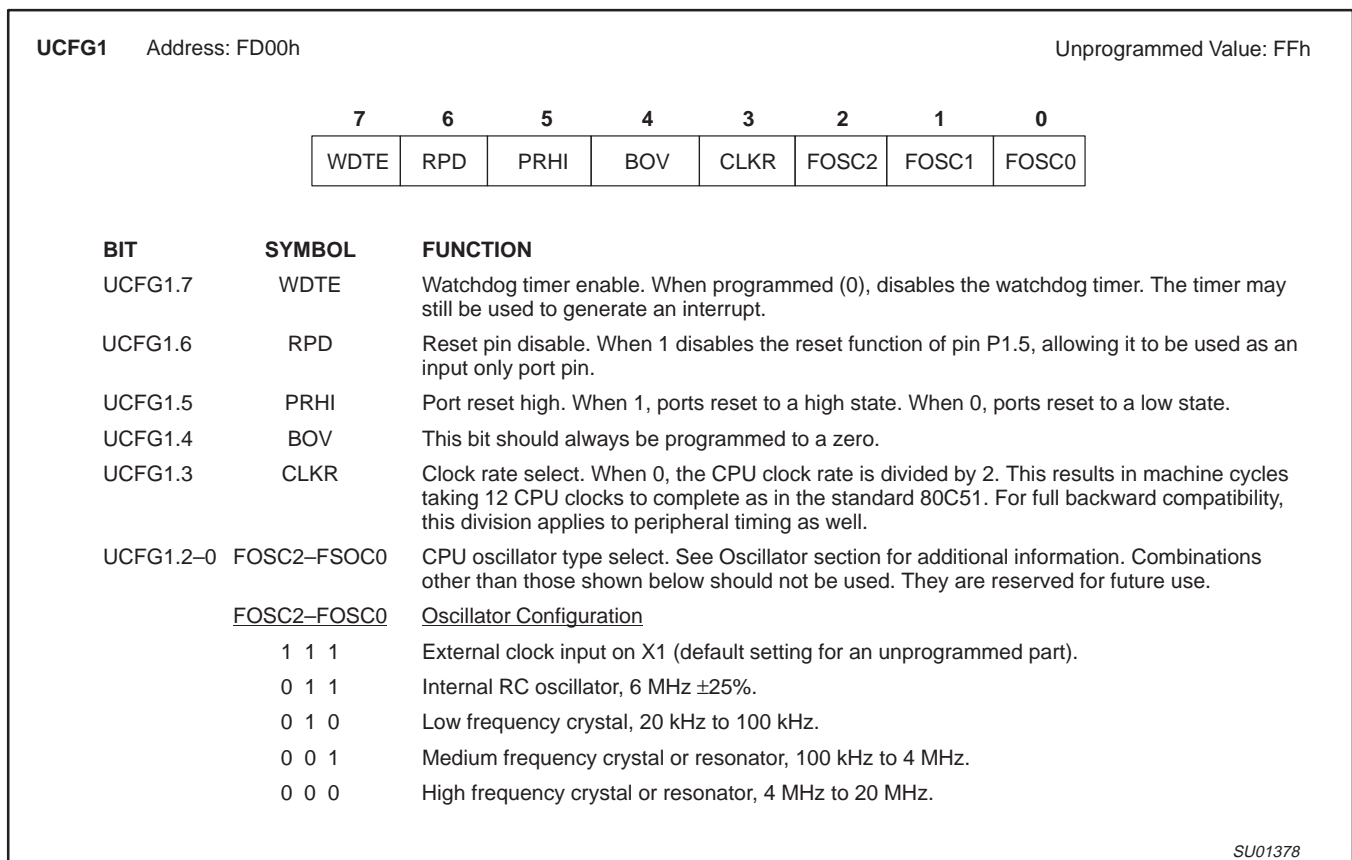 UCFG1 Address: FD00h Unprogrammed Value: FFh
7 6 5 4 3 2 1 0
WDTE RPD PRHI BOV CLKR FOSC2 FOSC1 FOSC0
BIT SYMBOL FUNCTION
UCFG1.7 WDTE Watchdog timer enable. When programmed (0), disables the watchdog timer. The timer may
still be used to generate an interrupt.
UCFG1.6 RPD Reset pin disable. When 1 disables the reset function of pin P1.5, allowing it to be used as an
input only port pin.
UCFG1.5 PRHI Port reset high. When 1, ports reset to a high state. When 0, ports reset to a low state.
UCFG1.4 BOV This bit should always be programmed to a zero.
UCFG1.3 CLKR Clock rate select. When 0, the CPU clock rate is divided by 2. This results in machine cycles
taking 12 CPU clocks to complete as in the standard 80C51. For full backward compatibility,
this division applies to peripheral timing as well.
UCFG1.2–0 FOSC2–FSOC0 CPU oscillator type select. See Oscillator section for additional information. Combinations
other than those shown below should not be used. They are reserved for future use.
FOSC2–FOSC0 Oscillator Configuration
1 1 1 External clock input on X1 (default setting for an unprogrammed part).
0 1 1 Internal RC oscillator, 6 MHz ±25%.
0 1 0 Low frequency crystal, 20 kHz to 100 kHz.
0 0 1 Medium frequency crystal or resonator, 100 kHz to 4 MHz.
0 0 0 High frequency crystal or resonator, 4 MHz to 20 MHz.
SU01378